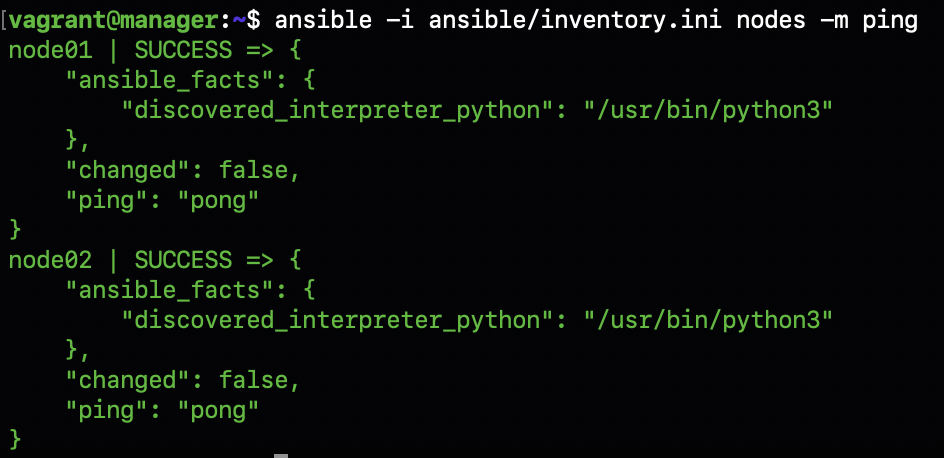 [vagrant@manager:~$ ansible -i ansible/inventory.ini nodes -m ping
node01 | SUCCESS => {
    "ansible_facts": {
        "discovered_interpreter_python": "/usr/bin/python3"
    },
    "changed": false,
    "ping": "pong"
}
node02 | SUCCESS => {
    "ansible_facts": {
        "discovered_interpreter_python": "/usr/bin/python3"
    },
    "changed": false,
    "ping": "pong"
}